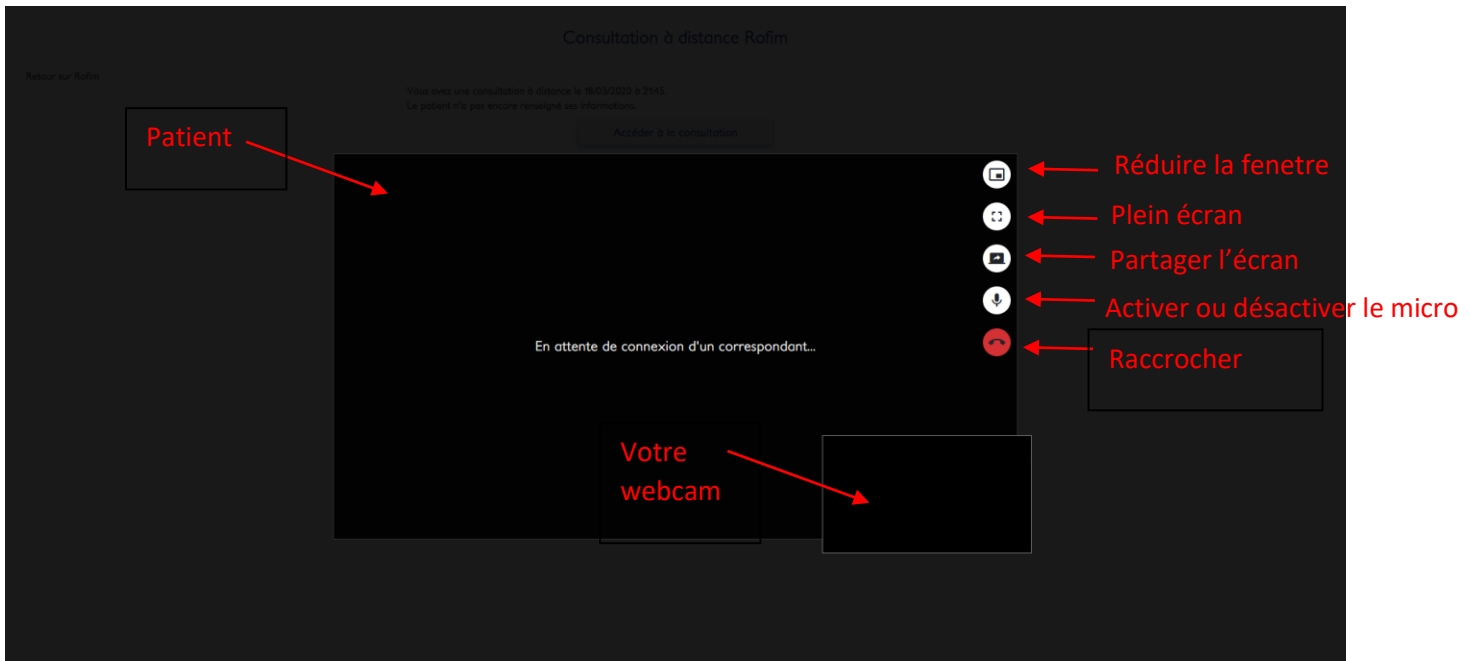 Consultation à distance Rofim
Retour sur Rofim
Vous avez une consultation à distance le 18/03/2020 à 21:45.
Le patient n'a pas encore renseigné ses informations.
Accéder à la consultation
Patient
Réduire la fenetre
Plein écran
Partager l'écran
Activer ou désactiver le micro
En attente de connexion d'un correspondant...
Raccrocher
Votre
webcam